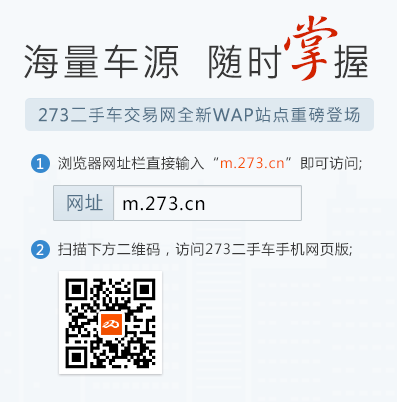 海量车源 随时掌握
273二手车交易网全新WAP站点重磅登场
1 浏览器网址栏直接输入“m.273.cn”即可访问;
网址 m.273.cn
2 扫描下方二维码，访问273二手车手机网页版;